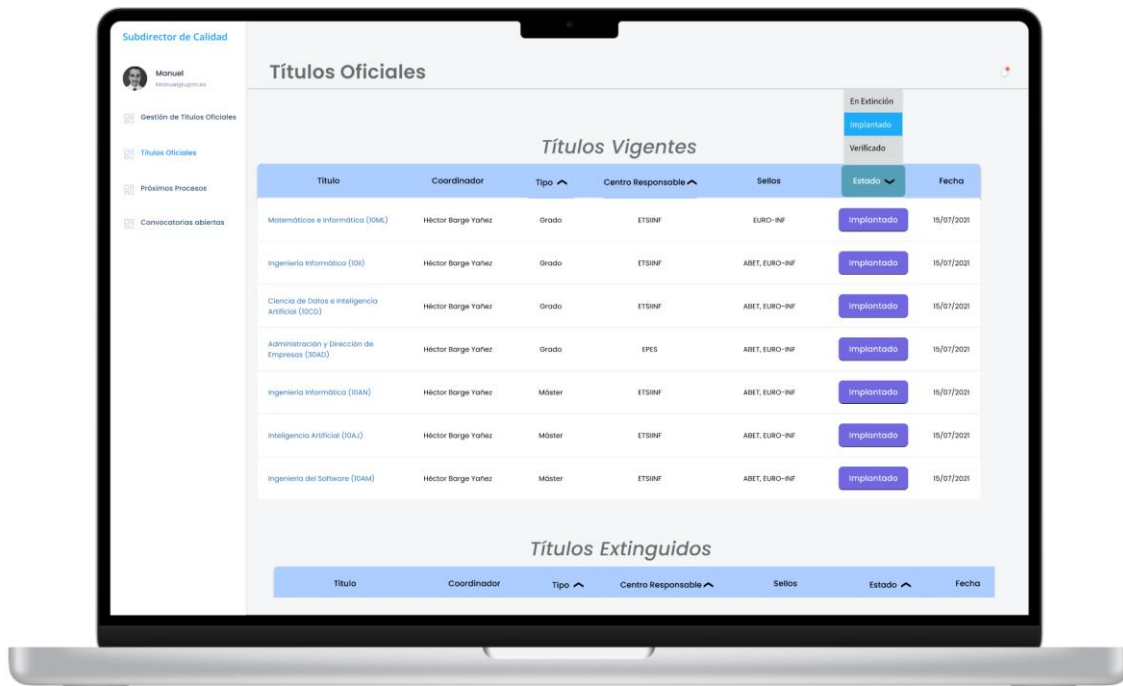 Subdirector de Calidad
Manuel
Manuel@upm.es
Gestión de Títulos Oficiales
Títulos Oficiales
Próximos Procesos
Convocatorias abiertas
Títulos Oficiales
En Extinción
Implantado
Verificado
Títulos Vigentes
Título Coordinador Tipo Centro Responsable Sellos Estado Fecha
Matemáticas e Informática (10ML) Héctor Barge Yañez Grado ETSIINF EURO-INF Implantado 15/07/2021
Ingeniería Informática (10II) Héctor Barge Yañez Grado ETSIINF ABET, EURO-INF Implantado 15/07/2021
Ciencia de Datos e Inteligencia
Artificial (10CD) Héctor Barge Yañez Grado ETSIINF ABET, EURO-INF Implantado 15/07/2021
Administración y Dirección de
Empresas (30AD) Héctor Barge Yañez Grado EPES ABET, EURO-INF Implantado 15/07/2021
Ingeniería Informática (10AN) Héctor Barge Yañez Máster ETSIINF ABET, EURO-INF Implantado 15/07/2021
Inteligencia Artificial (10AJ) Héctor Barge Yañez Máster ETSIINF ABET, EURO-INF Implantado 15/07/2021
Ingeniería del Software (10AM) Héctor Barge Yañez Máster ETSIINF ABET, EURO-INF Implantado 15/07/2021
Títulos Extinguidos
Título Coordinador Tipo Centro Responsable Sellos Estado Fecha